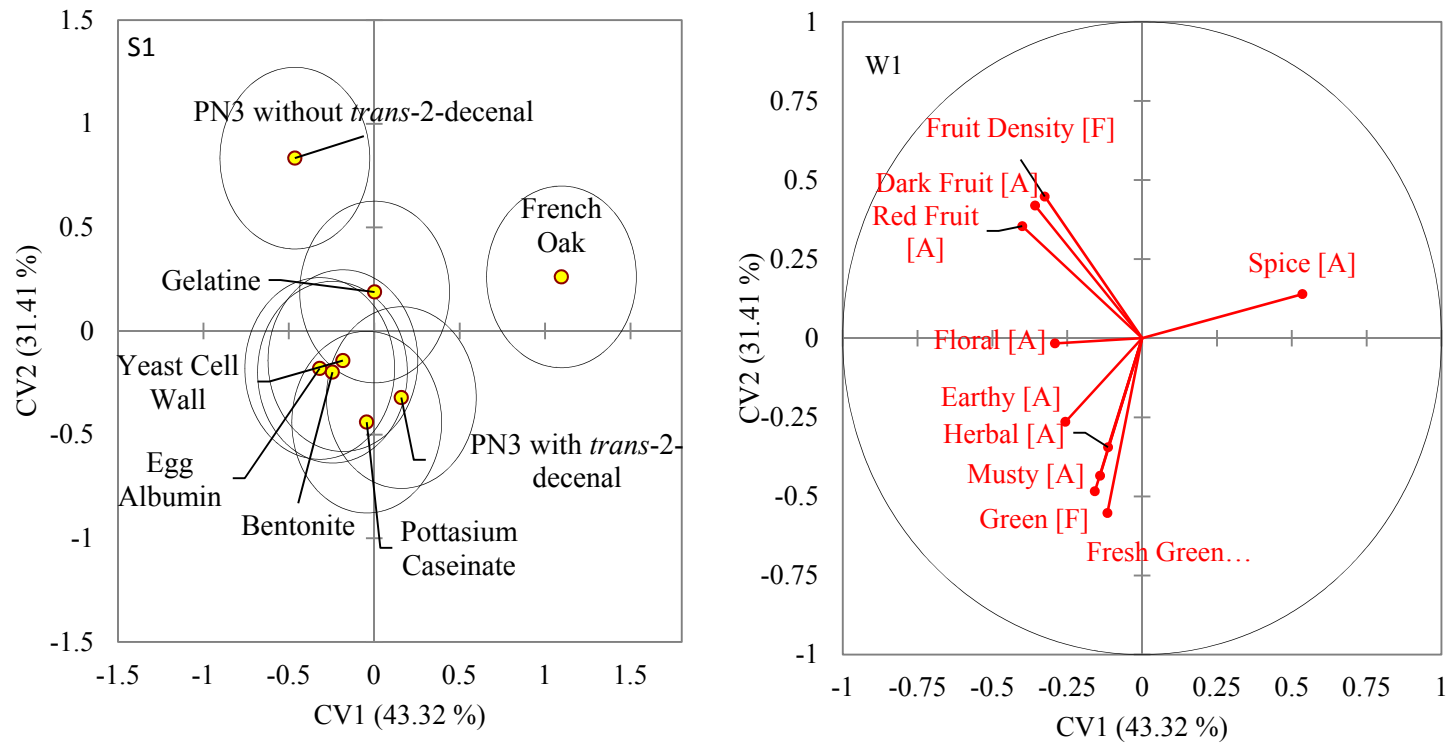 S1
PN3 without trans-2-decenal
French
Oak
Gelatine
Yeast Cell
Wall
Egg
Albumin
Bentonite
Pottasium
Caseinate
PN3 with trans-2-
decenal
1.5
1
0.5
0
-0.5
-1
-1.5
-1.5
-1
-0.5
0
0.5
1
1.5
CV2 (31.41 %)
CV1 (43.32 %)
W1
Fruit Density [F]
Dark Fruit [A]
Red Fruit
[A]
Spice [A]
Floral [A]
Earthy [A]
Herbal [A]
Musty [A]
Green [F]
Fresh Green…
1
0.75
0.5
0.25
0
-0.25
-0.5
-0.75
-1
-1
-0.75
-0.5
-0.25
0
0.25
0.5
0.75
1
CV2 (31.41 %)
CV1 (43.32 %)